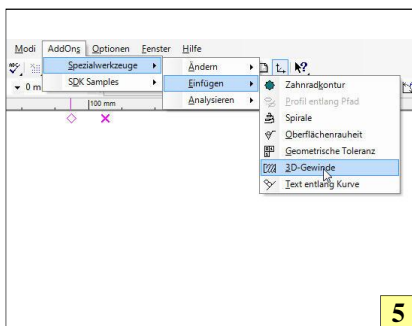 Modi AddOns Optionen Fenster Hilfe
Spezialwerkzeuge
SDK Samples
Ändern
Einfügen
Analysieren
Zahnradkontur
Profil entlang Pfad
Spirale
Oberflächenrauheit
Geometrische Toleranz
3D-Gewinde
Text entlang Kurve
0 m
100 mm
5